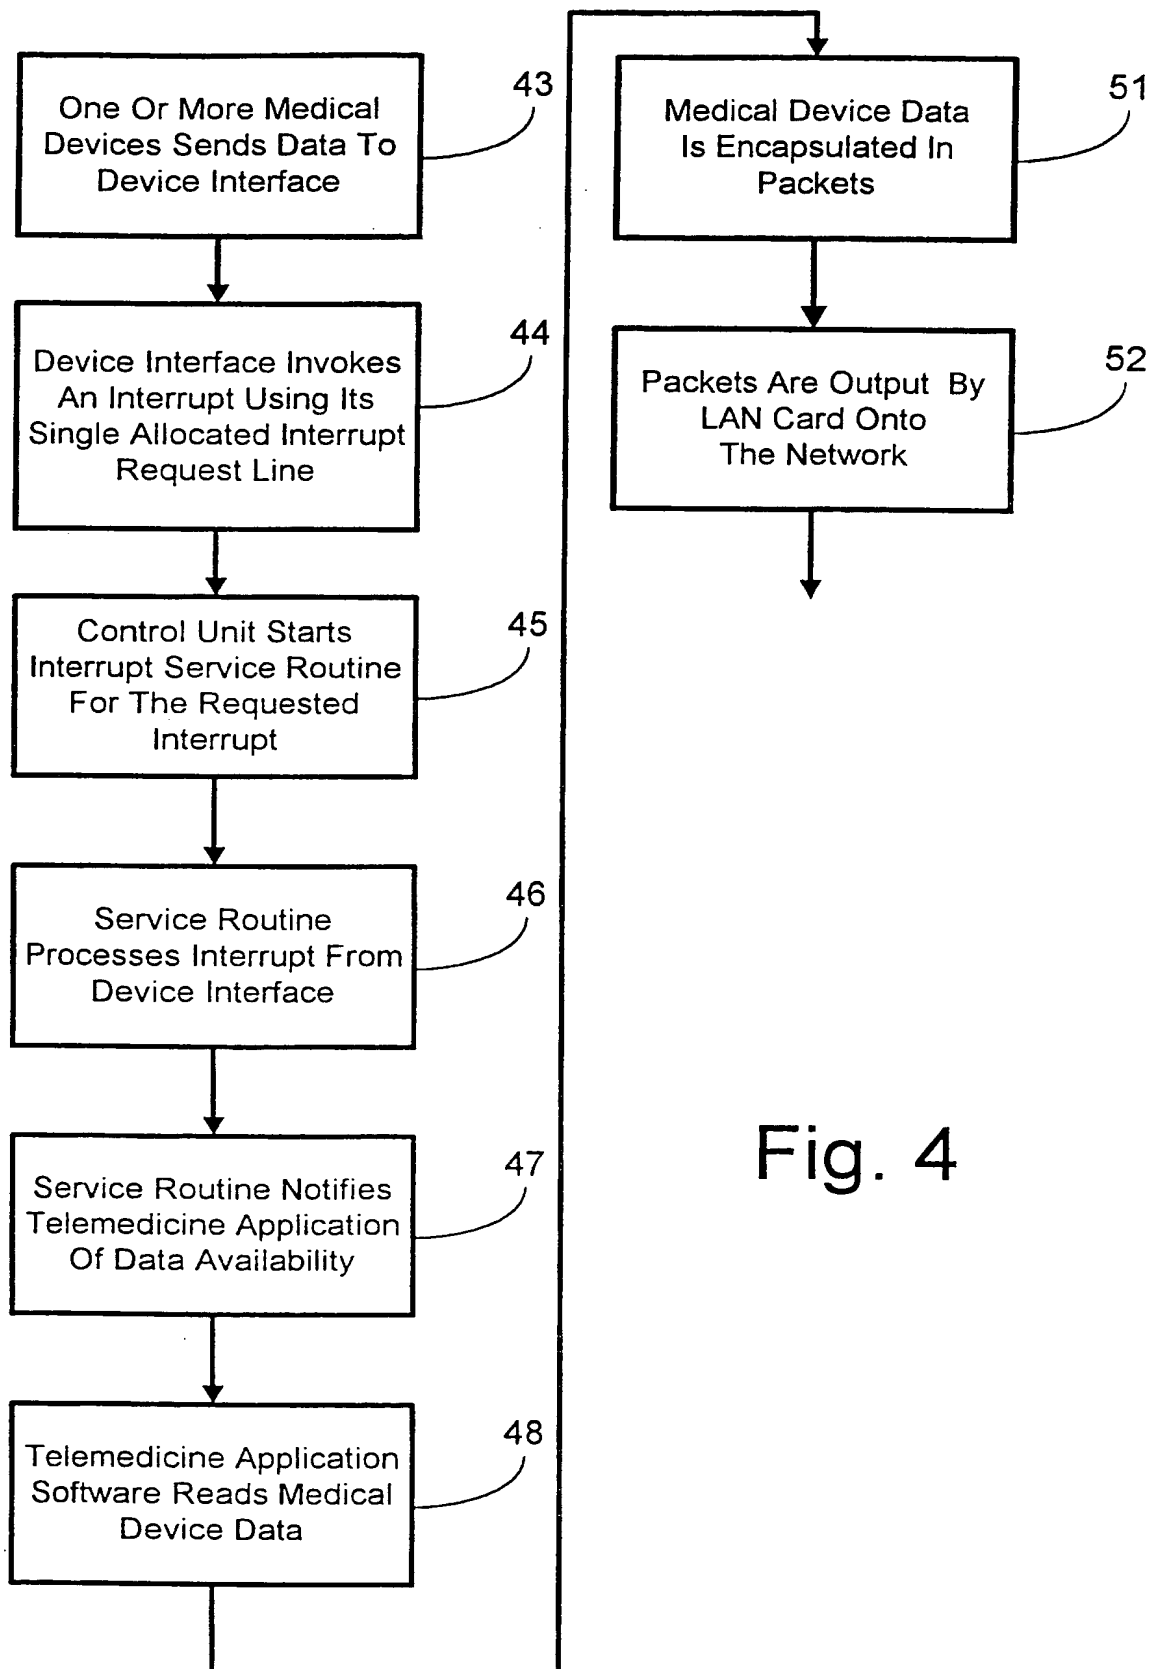 One Or More Medical
Devices Sends Data To
Device Interface
43
Device Interface Invokes
An Interrupt Using Its
Single Allocated Interrupt
Request Line
44
Control Unit Starts
Interrupt Service Routine
For The Requested
Interrupt
45
Service Routine
Processes Interrupt From
Device Interface
46
Service Routine Notifies
Telemedicine Application
Of Data Availability
47
Telemedicine Application
Software Reads Medical
Device Data
48
Medical Device Data
Is Encapsulated In
Packets
51
Packets Are Output By
LAN Card Onto
The Network
52
Fig. 4